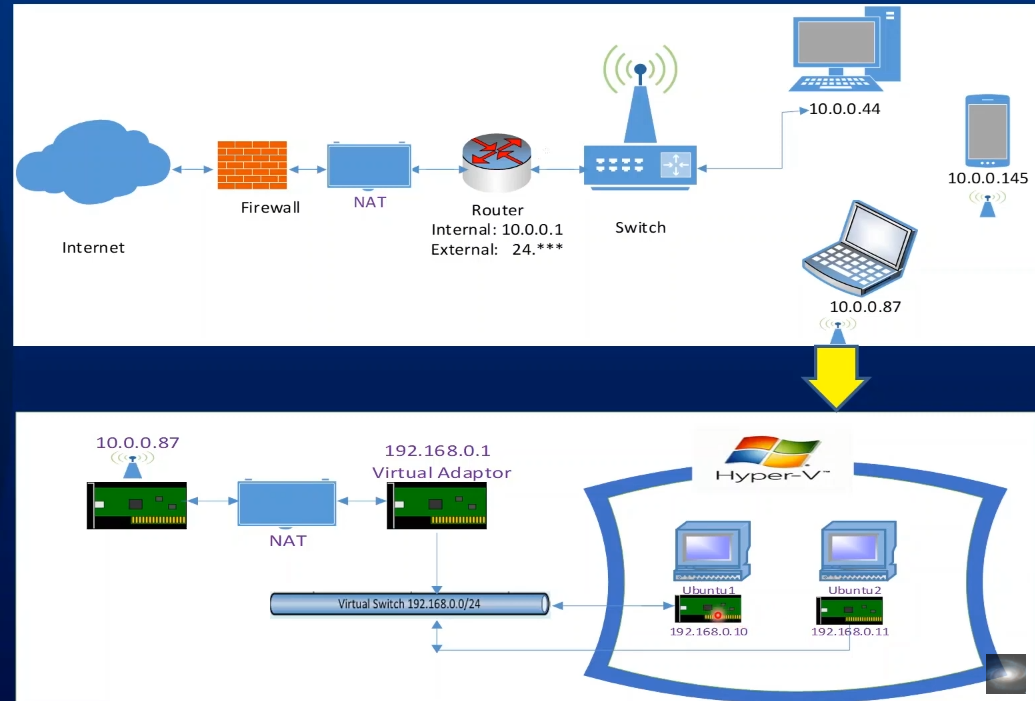 10.0.0.44
10.0.0.145
Firewall
NAT
Router
Internal: 10.0.0.1
External: 24.***
Switch
Internet
10.0.0.87
10.0.0.87
192.168.0.1
Virtual Adaptor
NAT
Hyper-V™
Virtual Switch 192.168.0.0/24
Ubuntu1
Ubuntu2
192.168.0.10
192.168.0.11